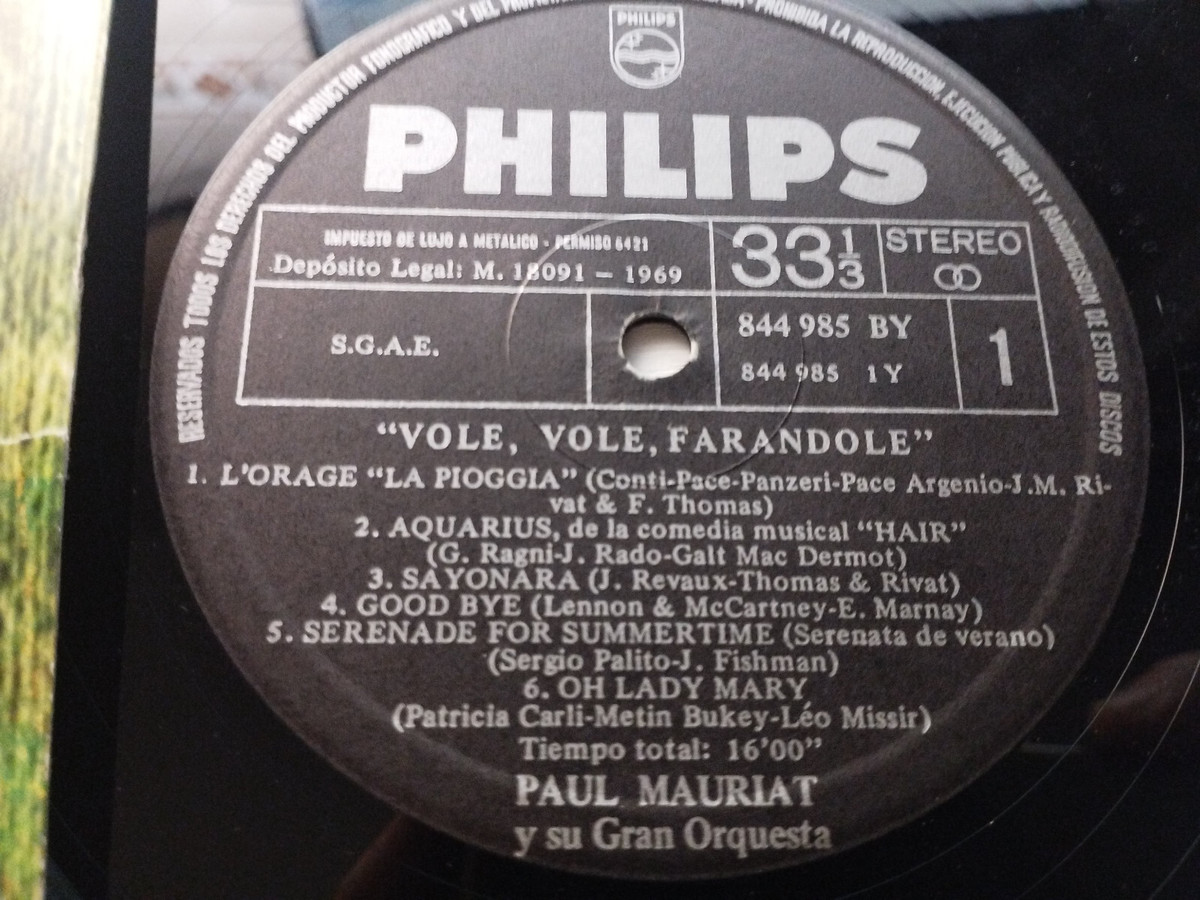 RESERVADOS TODOS LOS DERECHOS DEL PRODUCTOR FONOGRAFICO Y DEL
PROHIBIDA LA REPRODUCCION, EJECUCION PUBLICA Y RADIODIFUSION DE ESTOS DISCOS
PHILIPS
PHILIPS
IMPUESTO DE LUJO A METALICO - PERMISO 6421
Depósito Legal: M. 18091 – 1969
33 1/3
STEREO
S.G.A.E.
844 985 BY
844 985 1 Y
1
“VOLE, VOLE, FARANDOLE”
1. L'ORAGE “LA PIOGGIA” (Conti-Pace-Panzeri-Pace Argenio-J.M. Ri-
vat & F. Thomas)
2. AQUARIUS, de la comedia musical “HAIR”
(G. Ragni-J. Rado-Galt Mac Dermot)
3. SAYONARA (J. Revaux-Thomas & Rivat)
4. GOOD BYE (Lennon & McCartney-E. Marnay)
5. SERENADE FOR SUMMERTIME (Serenata de verano)
(Sergio Palito-J. Fishman)
6. OH LADY MARY
(Patricia Carli-Metin Bukey-Léo Missir)
Tiempo total: 16'00”
PAUL MAURIAT
y su Gran Orquesta